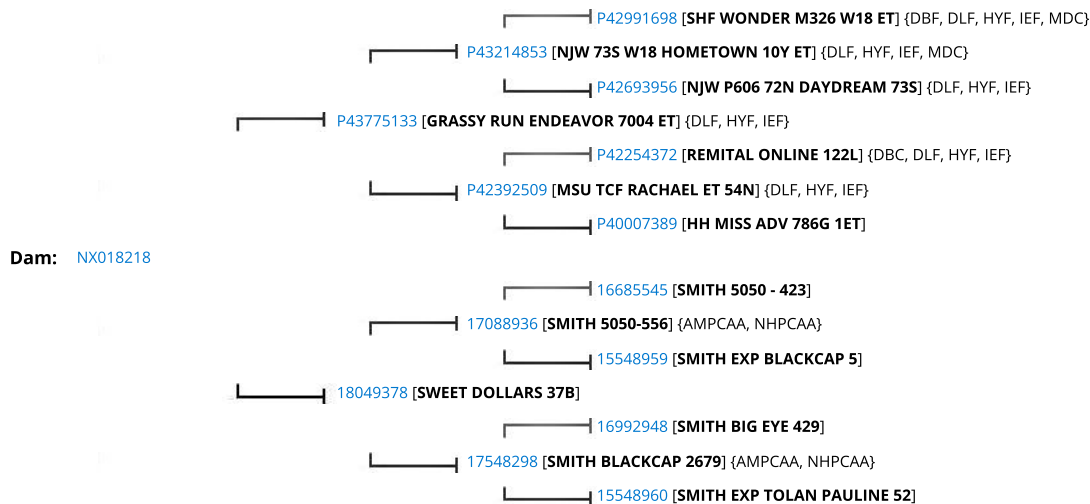 P42991698 [SHF WONDER M326 W18 ET] {DBF, DLF, HYF, IEF, MDC}
P43214853 [NJW 73S W18 HOMETOWN 10Y ET] {DLF, HYF, IEF, MDC}
P42693956 [NJW P606 72N DAYDREAM 73S] {DLF, HYF, IEF}
P43775133 [GRASSY RUN ENDEAVOR 7004 ET] {DLF, HYF, IEF}
P42254372 [REMITAL ONLINE 122L] {DBC, DLF, HYF, IEF}
P42392509 [MSU TCF RACHAEL ET 54N] {DLF, HYF, IEF}
P40007389 [HH MISS ADV 786G 1ET]
Dam: NX018218
16685545 [SMITH 5050 - 423]
17088936 [SMITH 5050-556] {AMPCAA, NHPCAA}
15548959 [SMITH EXP BLACKCAP 5]
18049378 [SWEET DOLLARS 37B]
16992948 [SMITH BIG EYE 429]
17548298 [SMITH BLACKCAP 2679] {AMPCAA, NHPCAA}
15548960 [SMITH EXP TOLAN PAULINE 52]